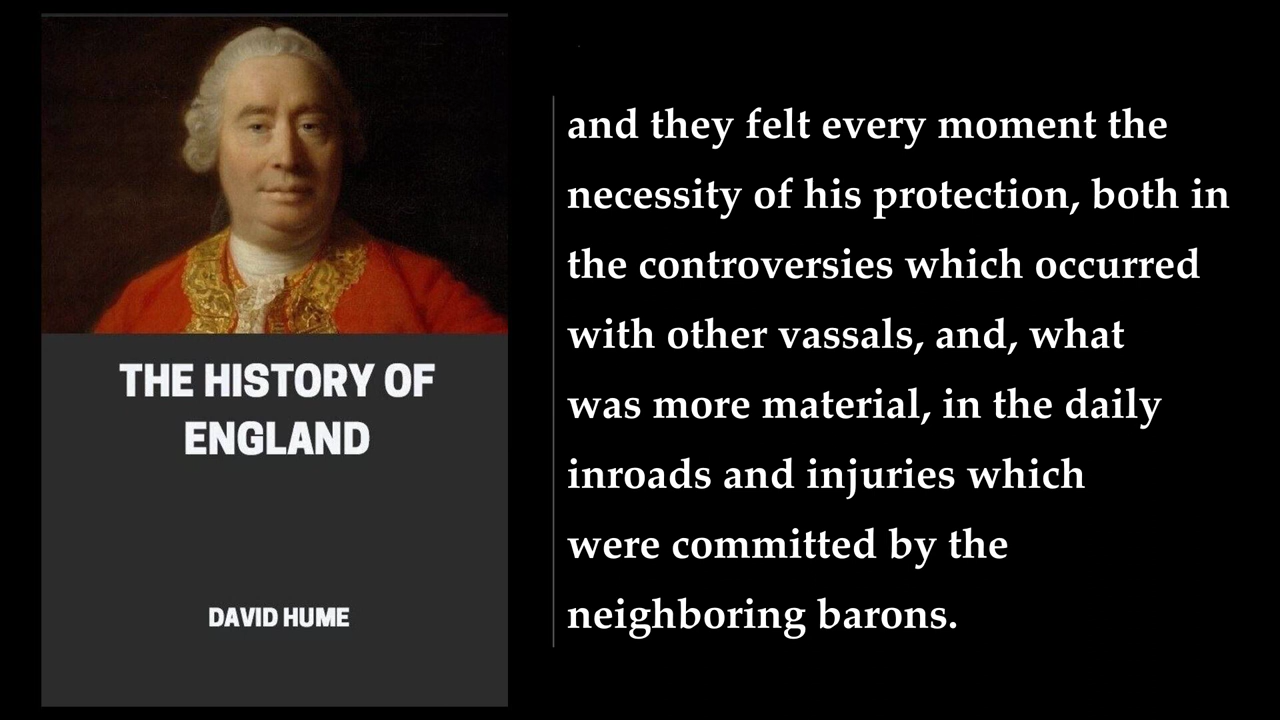 THE HISTORY OF
ENGLAND
DAVID HUME
and they felt every moment the
necessity of his protection, both in
the controversies which occurred
with other vassals, and, what
was more material, in the daily
inroads and injuries which
were committed by the
neighboring barons.